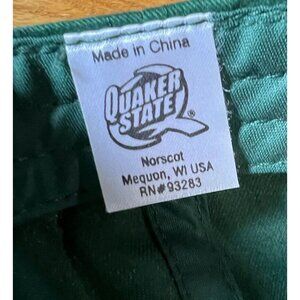 Made in China
QUAKER
STATE
Norscot
Mequon, WI USA
RN#93283